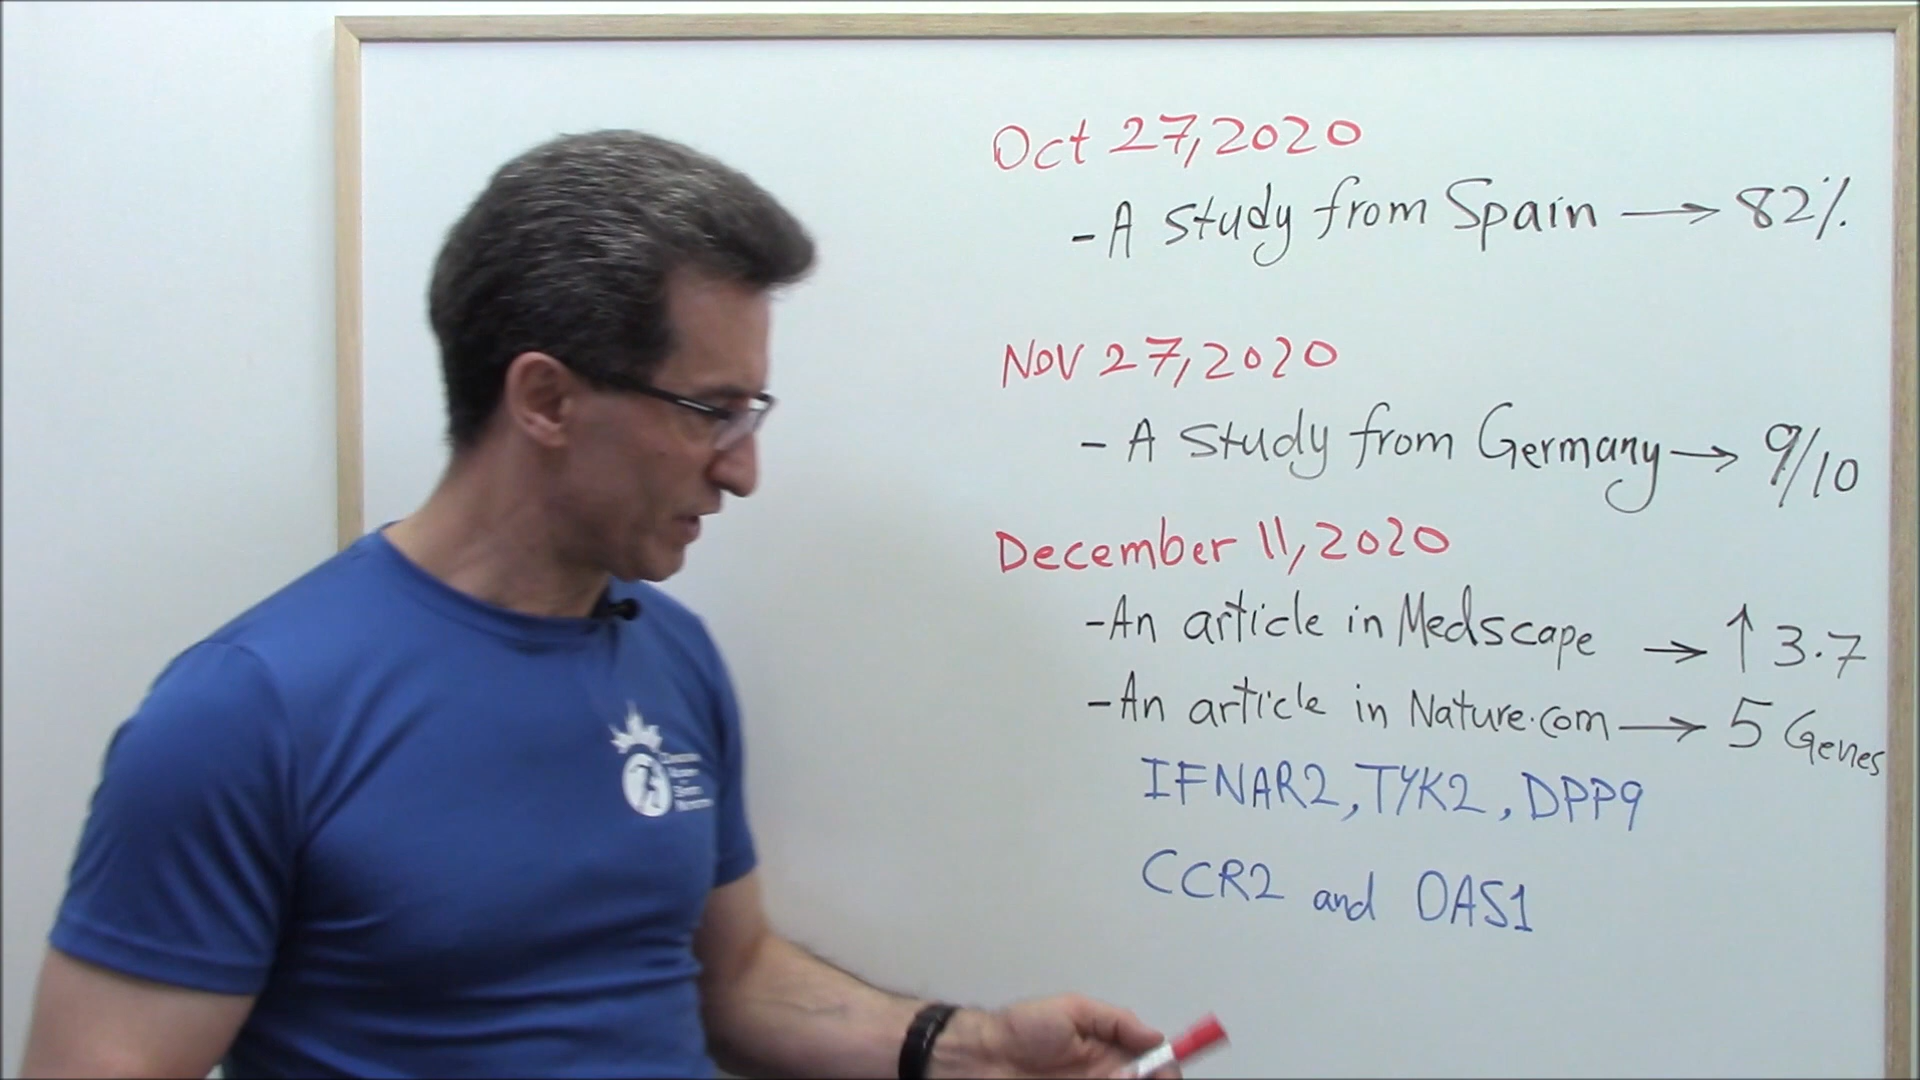 Oct 27, 2020
- A study from Spain → 82%
Nov 27, 2020
- A study from Germany → 9/10
December 11, 2020
- An article in Medscape → ↑ 3.7
- An article in Nature.com → 5 Genes
IFNAR2, TYK2, DPP9
CCR2 and OAS1